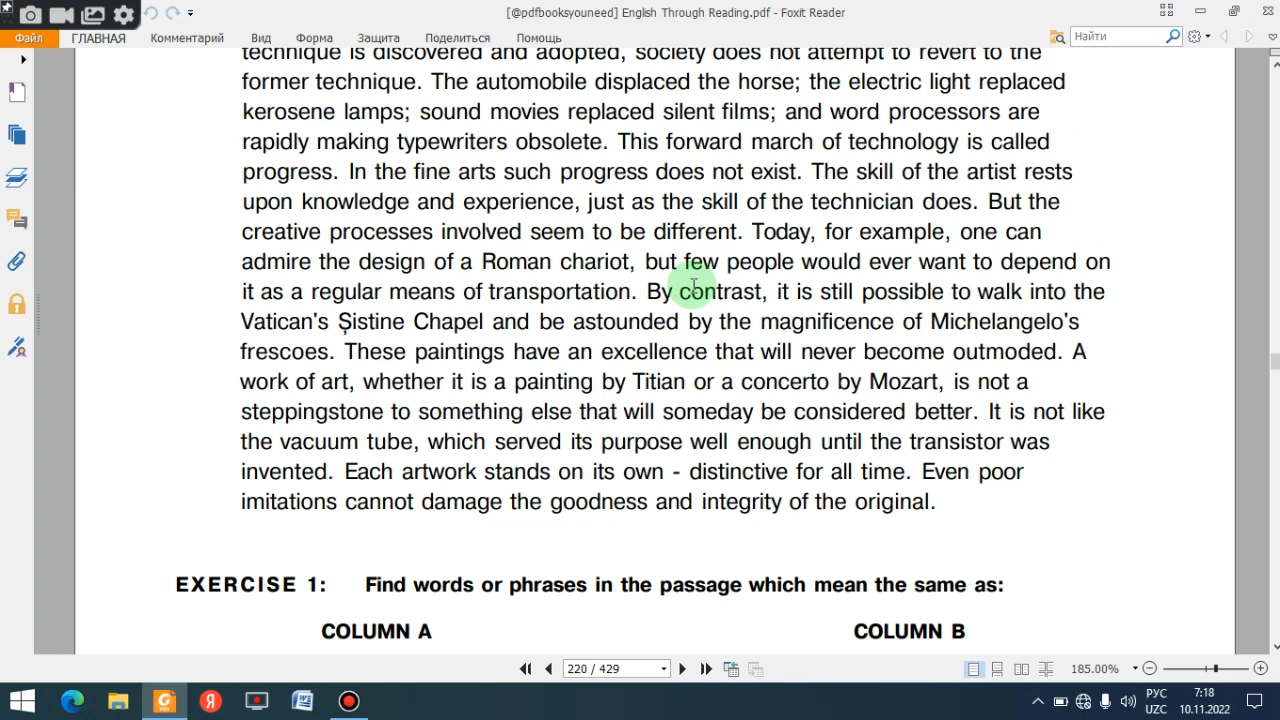 [@pdfbooksyouneed] English Through Reading.pdf - Foxit Reader
Файл ГЛАВНАЯ Комментарий Вид Форма Защита Поделиться Помощь Найти
technique is discovered and adopted, society does not attempt to revert to the
former technique. The automobile displaced the horse; the electric light replaced
kerosene lamps; sound movies replaced silent films; and word processors are
rapidly making typewriters obsolete. This forward march of technology is called
progress. In the fine arts such progress does not exist. The skill of the artist rests
upon knowledge and experience, just as the skill of the technician does. But the
creative processes involved seem to be different. Today, for example, one can
admire the design of a Roman chariot, but few people would ever want to depend on
it as a regular means of transportation. By contrast, it is still possible to walk into the
Vatican's Şistine Chapel and be astounded by the magnificence of Michelangelo's
frescoes. These paintings have an excellence that will never become outmoded. A
work of art, whether it is a painting by Titian or a concerto by Mozart, is not a
steppingstone to something else that will someday be considered better. It is not like
the vacuum tube, which served its purpose well enough until the transistor was
invented. Each artwork stands on its own - distinctive for all time. Even poor
imitations cannot damage the goodness and integrity of the original.
EXERCISE 1: Find words or phrases in the passage which mean the same as:
COLUMN A COLUMN B
220 / 429 185.00%
РУС 7:18
UZC 10.11.2022